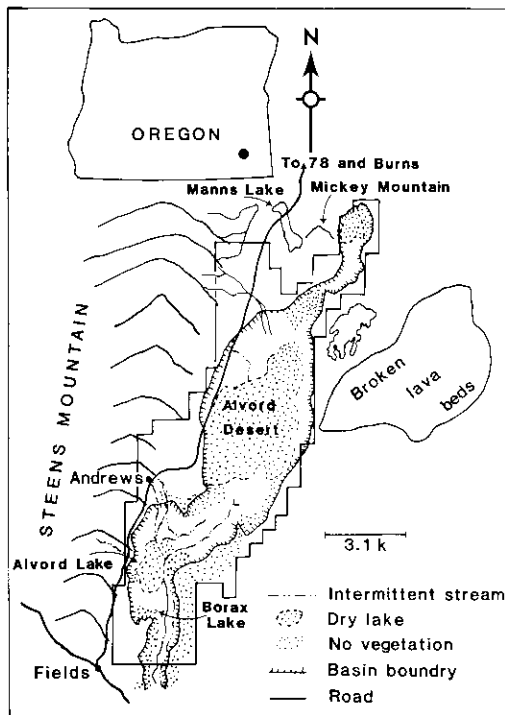 N
OREGON
To 78 and Burns
Manns Lake
Mickey Mountain
STEENS MOUNTAIN
Broken
lava
beds
Alvord
Desert
Andrews
3.1 k
Alvord Lake
Borax
Lake
Fields
Intermittent stream
Dry lake
No vegetation
Basin boundry
Road